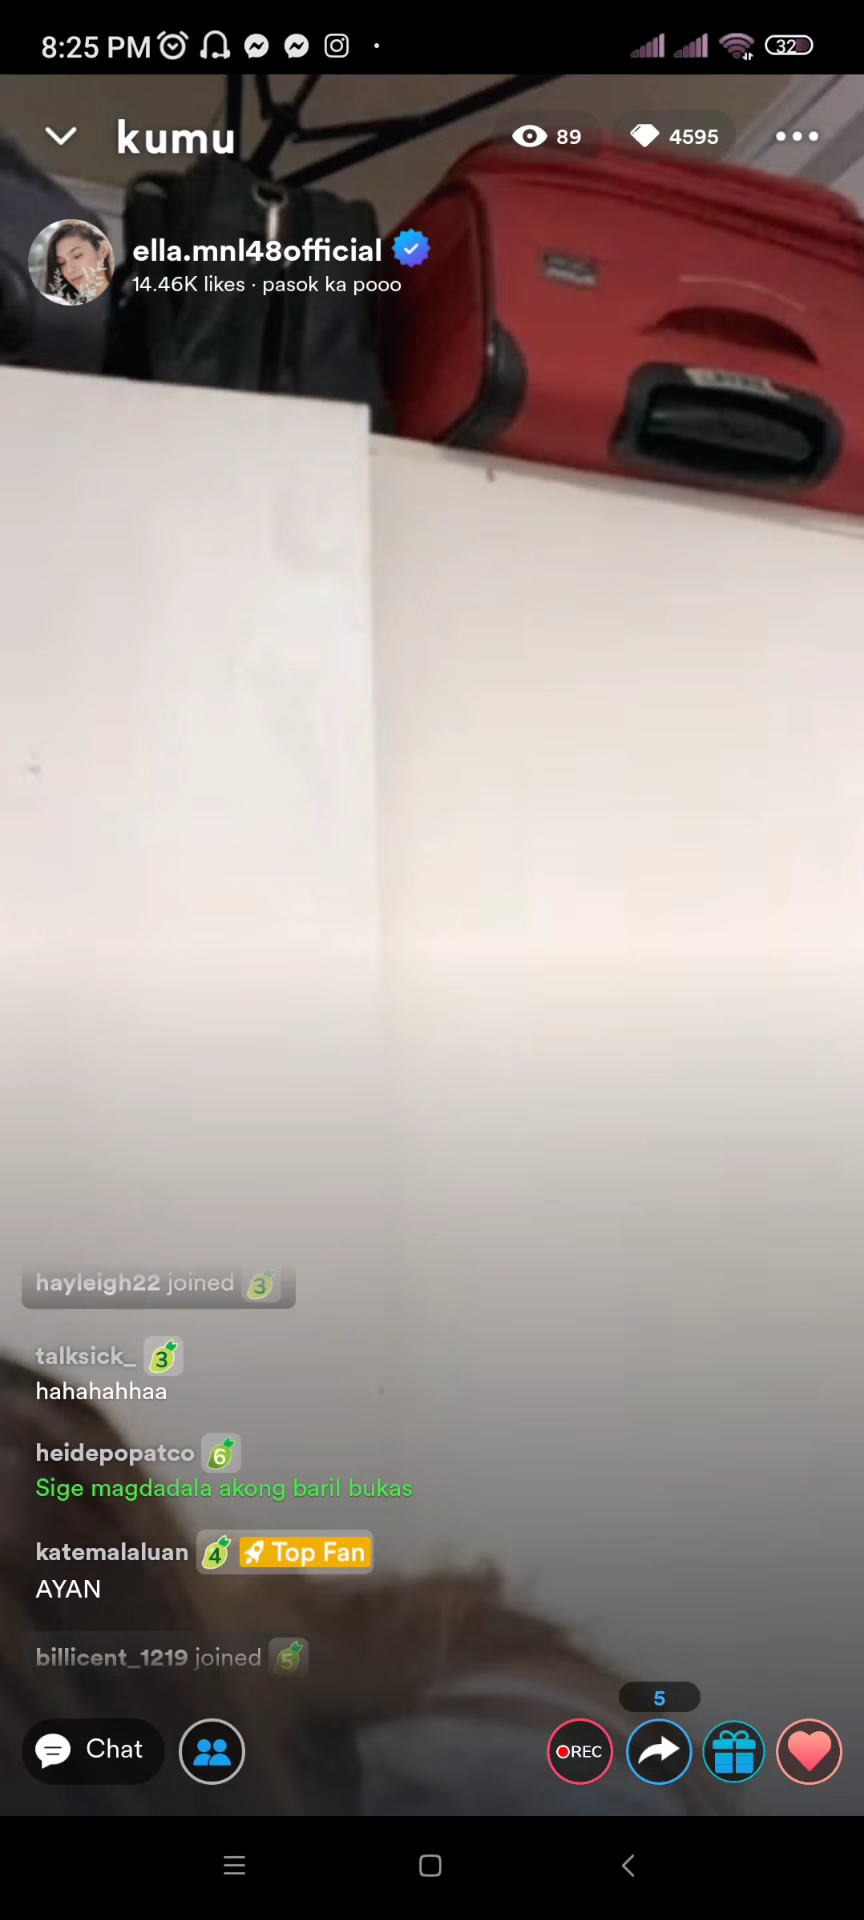 8:25 PM
32
kumu
89
4595
ella.mnl48official
14.46K likes · pasok ka pooo
hayleigh22 joined 3
talksick_ 3
hahahahhaa
heidepopatco 6
Sige magdadala akong baril bukas
katemalaluan 4 Top Fan
AYAN
billicent_1219 joined 5
5
Chat
REC